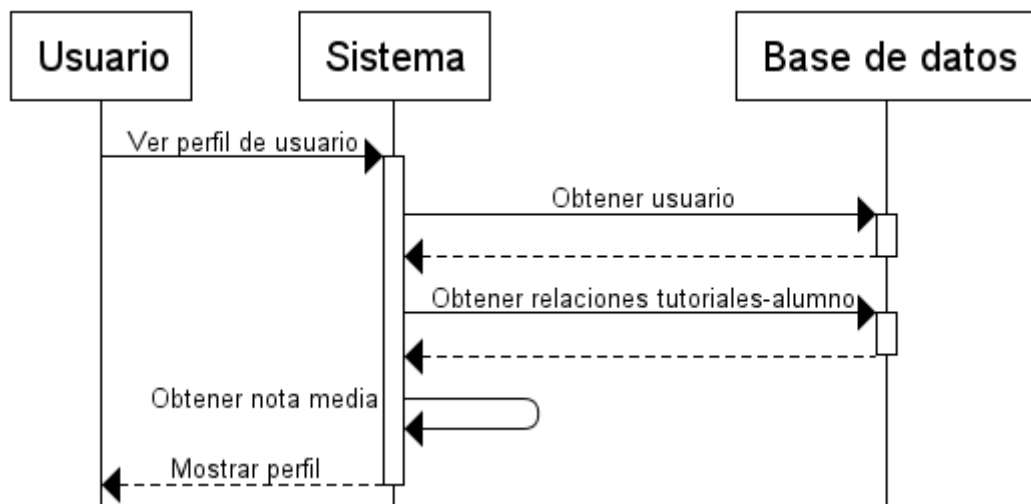 Usuario
Sistema
Base de datos
Ver perfil de usuario
Obtener usuario
Obtener relaciones tutoriales-alumno
Obtener nota media
Mostrar perfil